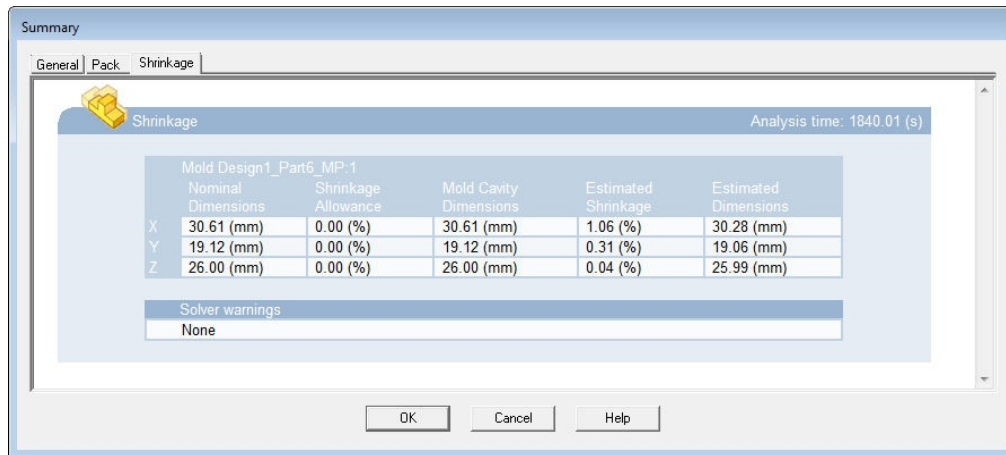 Summary
General Pack Shrinkage
Shrinkage Analysis time: 1840.01 (s)
Mold Design1_Part6_MP:1
Nominal Dimensions Shrinkage Allowance Mold Cavity Dimensions Estimated Shrinkage Estimated Dimensions
X 30.61 (mm) 0.00 (%) 30.61 (mm) 1.06 (%) 30.28 (mm)
Y 19.12 (mm) 0.00 (%) 19.12 (mm) 0.31 (%) 19.06 (mm)
Z 26.00 (mm) 0.00 (%) 26.00 (mm) 0.04 (%) 25.99 (mm)
Solver warnings
None
OK Cancel Help